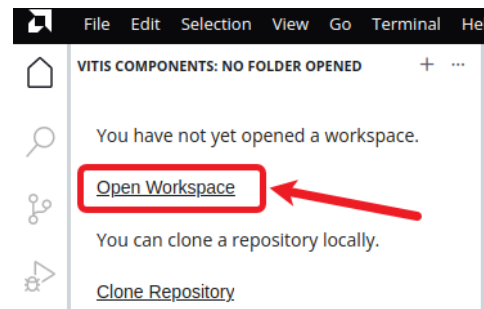 File Edit Selection View Go Terminal He
VITIS COMPONENTS: NO FOLDER OPENED
You have not yet opened a workspace.
Open Workspace
You can clone a repository locally.
Clone Repository